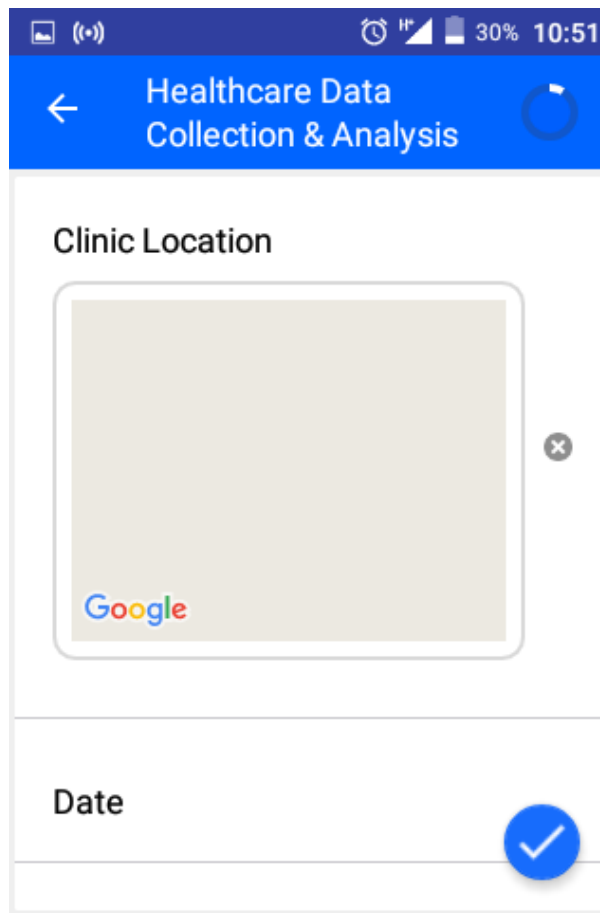 H+ 30% 10:51
Healthcare Data
Collection & Analysis
Clinic Location
Google
Date